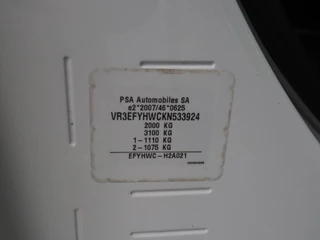 PSA Automobiles SA
e2*2007/46*0625
VR3EFYHWCKN533924
2000 KG
3100 KG
1-1110 KG
2-1075 KG
EFYHWC-H2A021